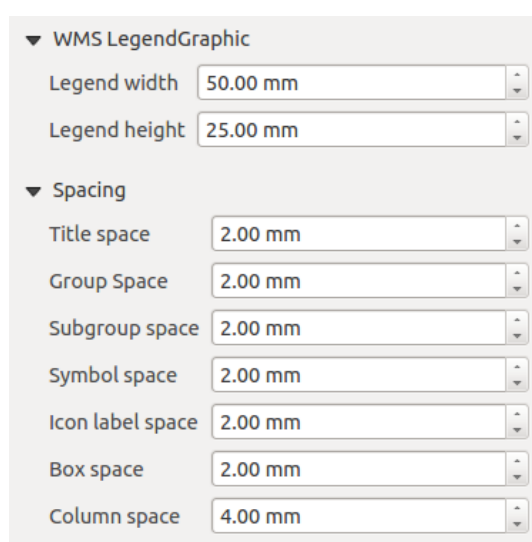 WMS LegendGraphic
Legend width 50.00 mm
Legend height 25.00 mm
Spacing
Title space 2.00 mm
Group Space 2.00 mm
Subgroup space 2.00 mm
Symbol space 2.00 mm
Icon label space 2.00 mm
Box space 2.00 mm
Column space 4.00 mm